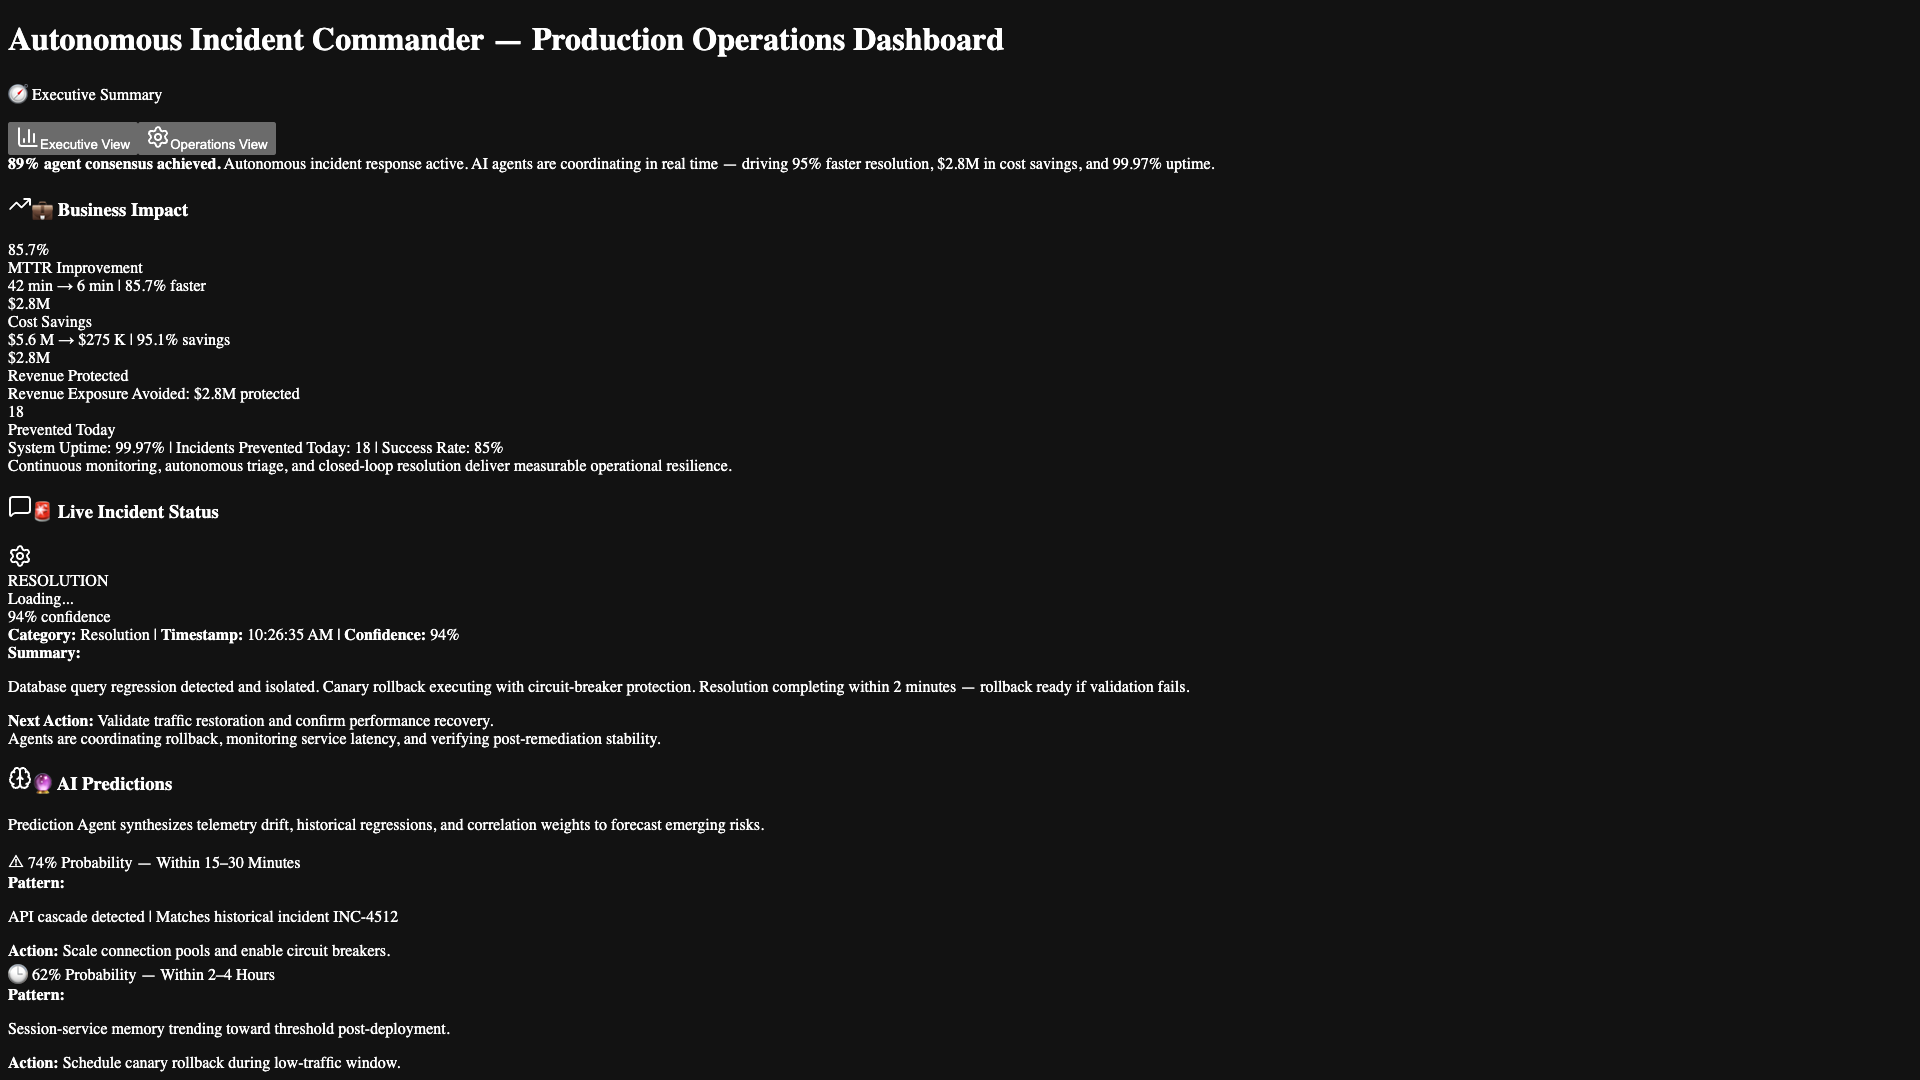 Autonomous Incident Commander — Production Operations Dashboard
🧭 Executive Summary
Executive View Operations View
89% agent consensus achieved. Autonomous incident response active. AI agents are coordinating in real time — driving 95% faster resolution, $2.8M in cost savings, and 99.97% uptime.
💼 Business Impact
85.7%
MTTR Improvement
42 min → 6 min | 85.7% faster
$2.8M
Cost Savings
$5.6 M → $275 K | 95.1% savings
$2.8M
Revenue Protected
Revenue Exposure Avoided: $2.8M protected
18
Prevented Today
System Uptime: 99.97% | Incidents Prevented Today: 18 | Success Rate: 85%
Continuous monitoring, autonomous triage, and closed-loop resolution deliver measurable operational resilience.
🚨 Live Incident Status
RESOLUTION
Loading...
94% confidence
Category: Resolution | Timestamp: 10:26:35 AM | Confidence: 94%
Summary:
Database query regression detected and isolated. Canary rollback executing with circuit-breaker protection. Resolution completing within 2 minutes — rollback ready if validation fails.
Next Action: Validate traffic restoration and confirm performance recovery.
Agents are coordinating rollback, monitoring service latency, and verifying post-remediation stability.
🔮 AI Predictions
Prediction Agent synthesizes telemetry drift, historical regressions, and correlation weights to forecast emerging risks.
⚠ 74% Probability — Within 15–30 Minutes
Pattern:
API cascade detected | Matches historical incident INC-4512
Action: Scale connection pools and enable circuit breakers.
🕒 62% Probability — Within 2–4 Hours
Pattern:
Session-service memory trending toward threshold post-deployment.
Action: Schedule canary rollback during low-traffic window.